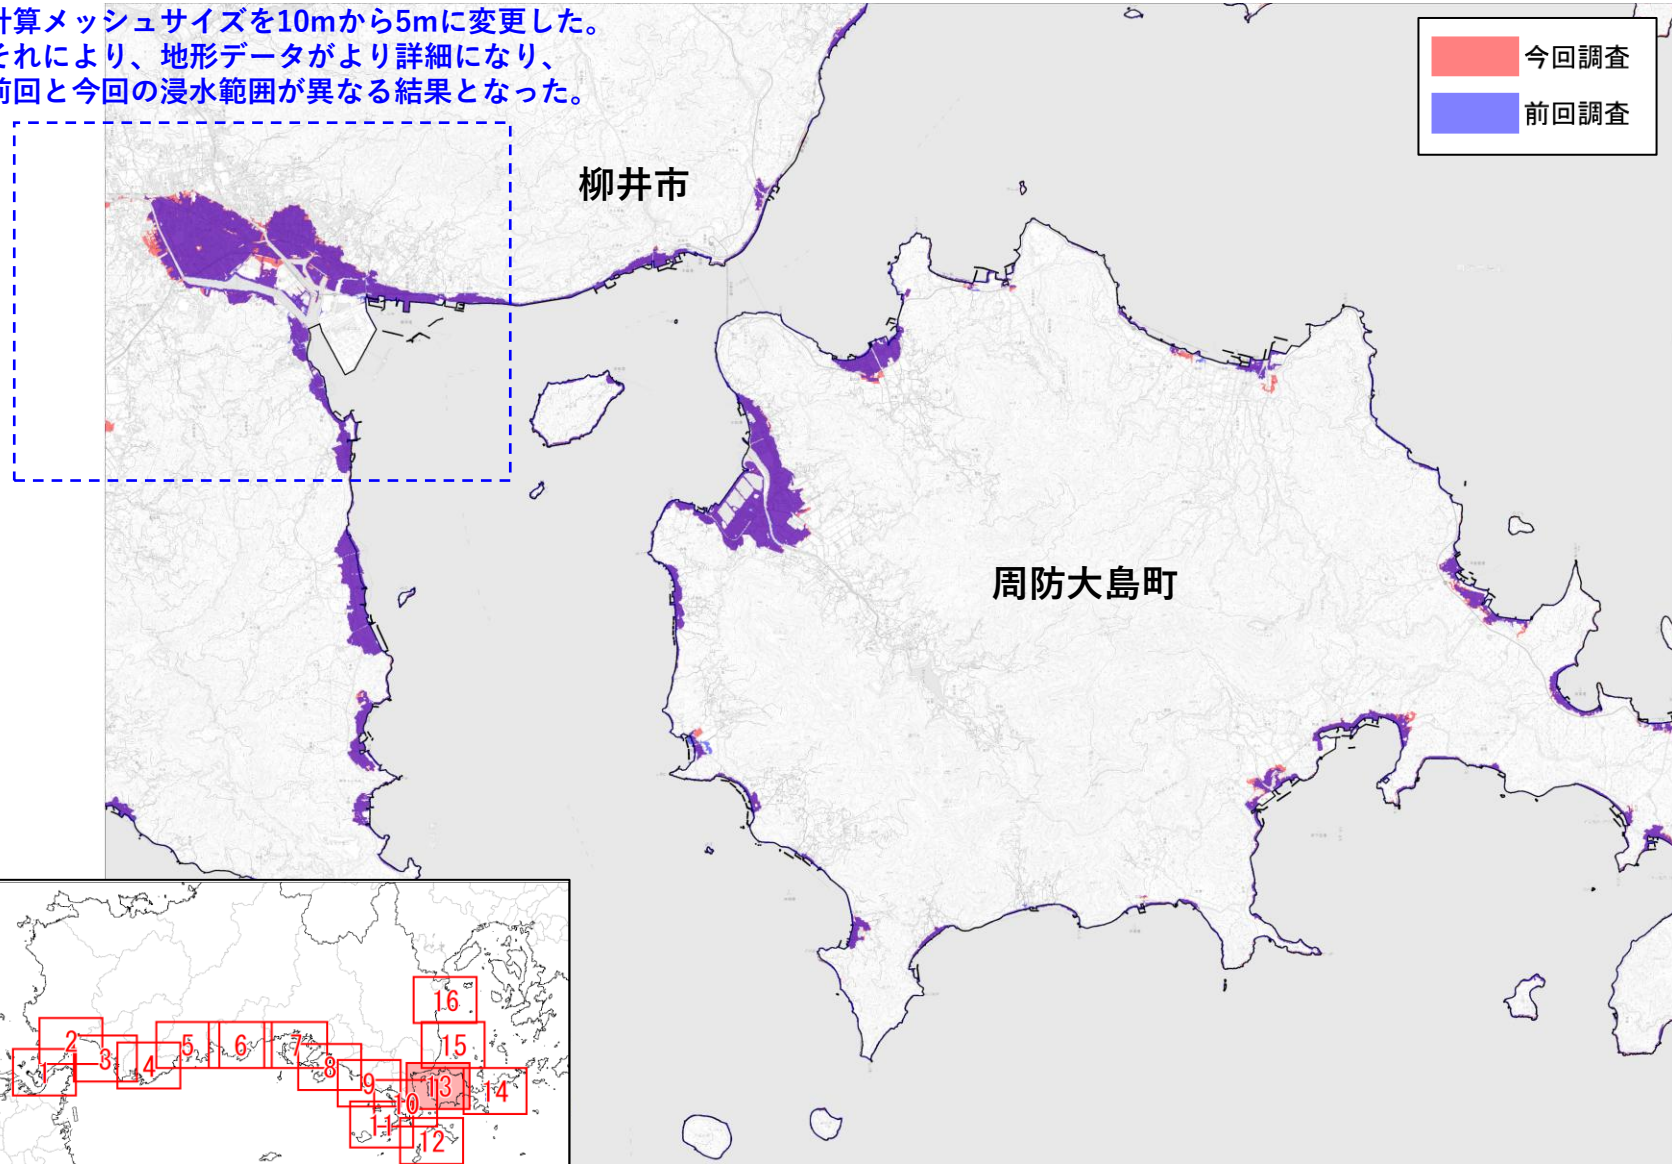 計算メッシュサイズを10mから5mに変更した。
それにより、地形データがより詳細になり、
前回と今回の浸水範囲が異なる結果となった。
今回調査
前回調査
柳井市
周防大島町
16
15
2
3
1
4
5
6
7
8
9
10
11
12
13
14